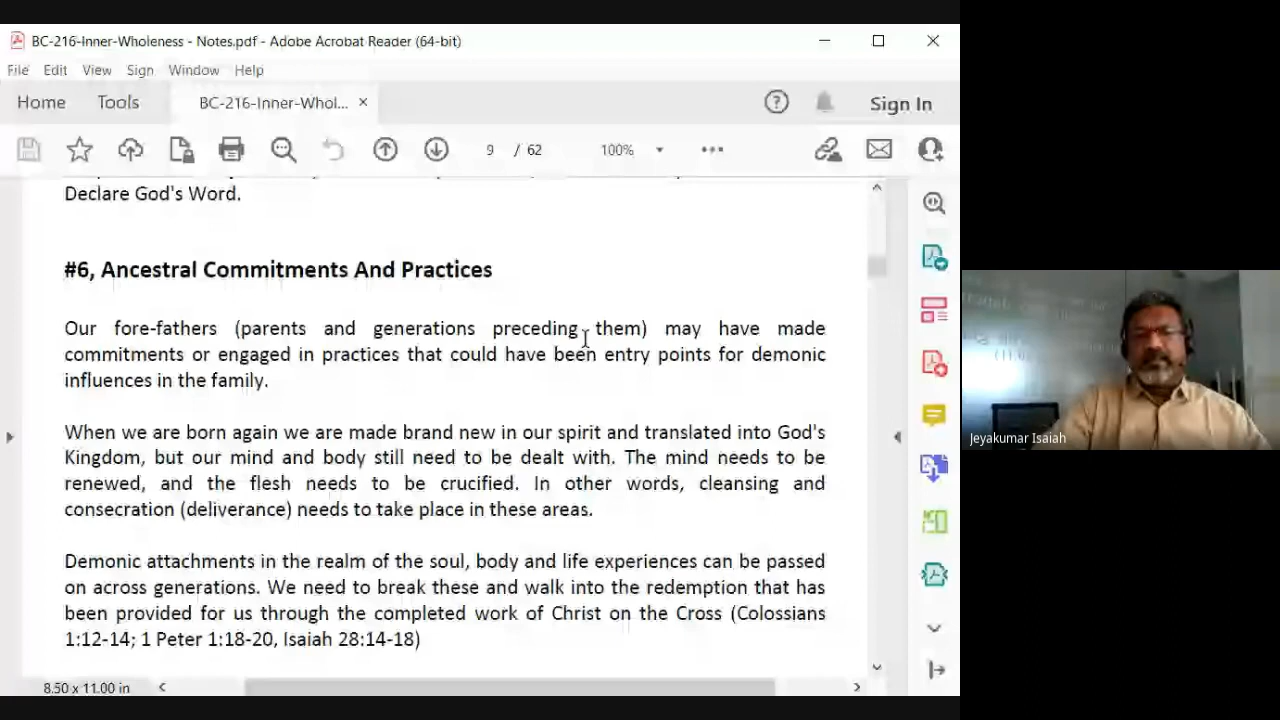 BC-216-Inner-Wholeness - Notes.pdf - Adobe Acrobat Reader (64-bit)
File Edit View Sign Window Help
Home Tools BC-216-Inner-Whol... × Sign In
9 / 62 100%
Declare God's Word.
#6, Ancestral Commitments And Practices
Our fore-fathers (parents and generations preceding them) may have made
commitments or engaged in practices that could have been entry points for demonic
influences in the family.
When we are born again we are made brand new in our spirit and translated into God's
Kingdom, but our mind and body still need to be dealt with. The mind needs to be
renewed, and the flesh needs to be crucified. In other words, cleansing and
consecration (deliverance) needs to take place in these areas.
Demonic attachments in the realm of the soul, body and life experiences can be passed
on across generations. We need to break these and walk into the redemption that has
been provided for us through the completed work of Christ on the Cross (Colossians
1:12-14; 1 Peter 1:18-20, Isaiah 28:14-18)
8.50 x 11.00 in
Jeyakumar Isaiah